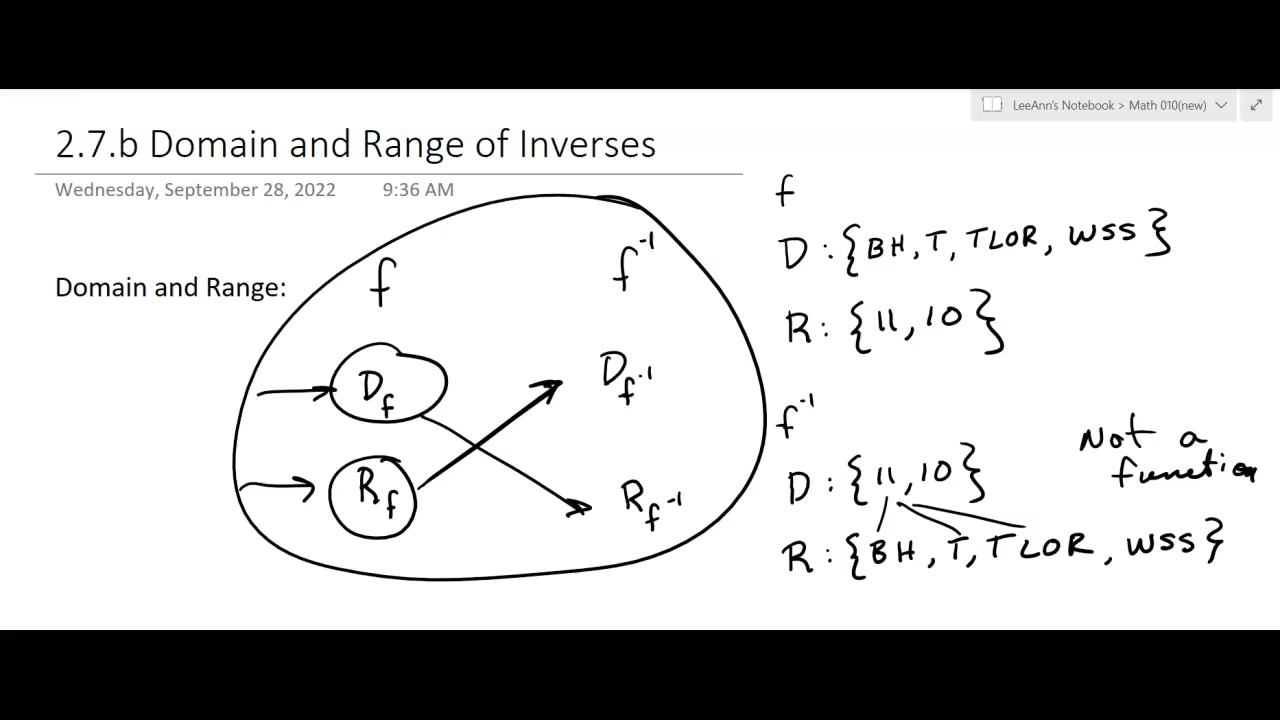 LeeAnn's Notebook > Math 010(new)
2.7.b Domain and Range of Inverses
Wednesday, September 28, 2022 9:36 AM
Domain and Range:
f f⁻¹
D_f D_f⁻¹
R_f R_f⁻¹
f
D : {BH, T, TLOR, WSS}
R : {11, 10}
f⁻¹
D : {11, 10}
R : {BH, T, TLOR, WSS}
Not a
function